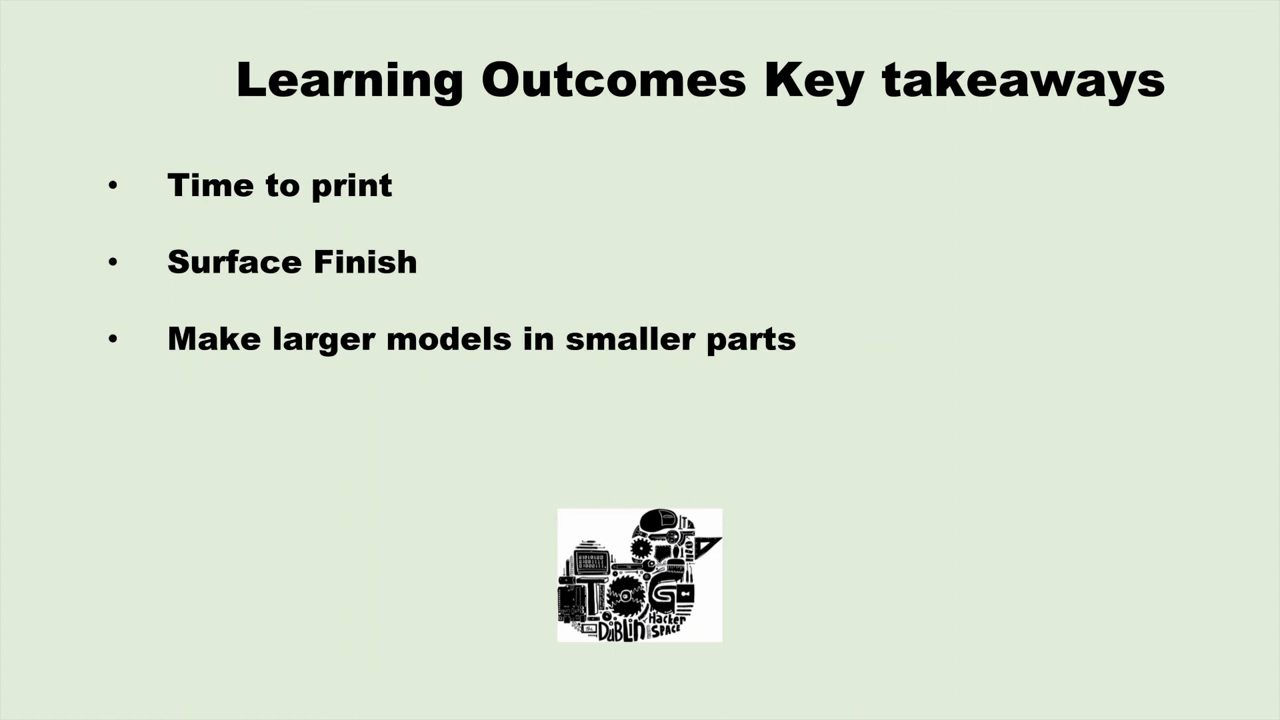 Learning Outcomes Key takeaways
• Time to print
• Surface Finish
• Make larger models in smaller parts
DUBLIN Hacker SPACE